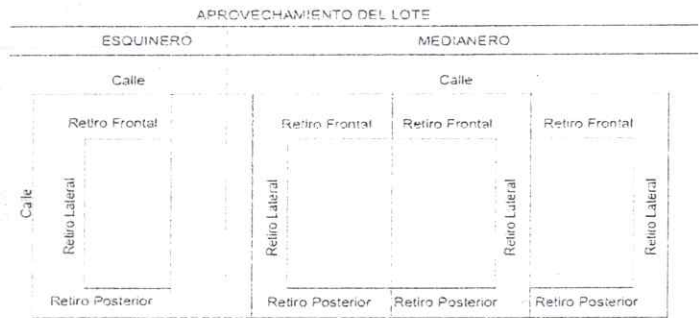 APROVECHAMIENTO DEL LOTE
ESQUINERO MEDIANERO
Calle Calle
Retiro Frontal Retiro Frontal Retiro Frontal Retiro Frontal
Calle
Retiro Lateral Retiro Lateral Retiro Lateral Retiro Lateral
Retiro Posterior Retiro Posterior Retiro Posterior Retiro Posterior